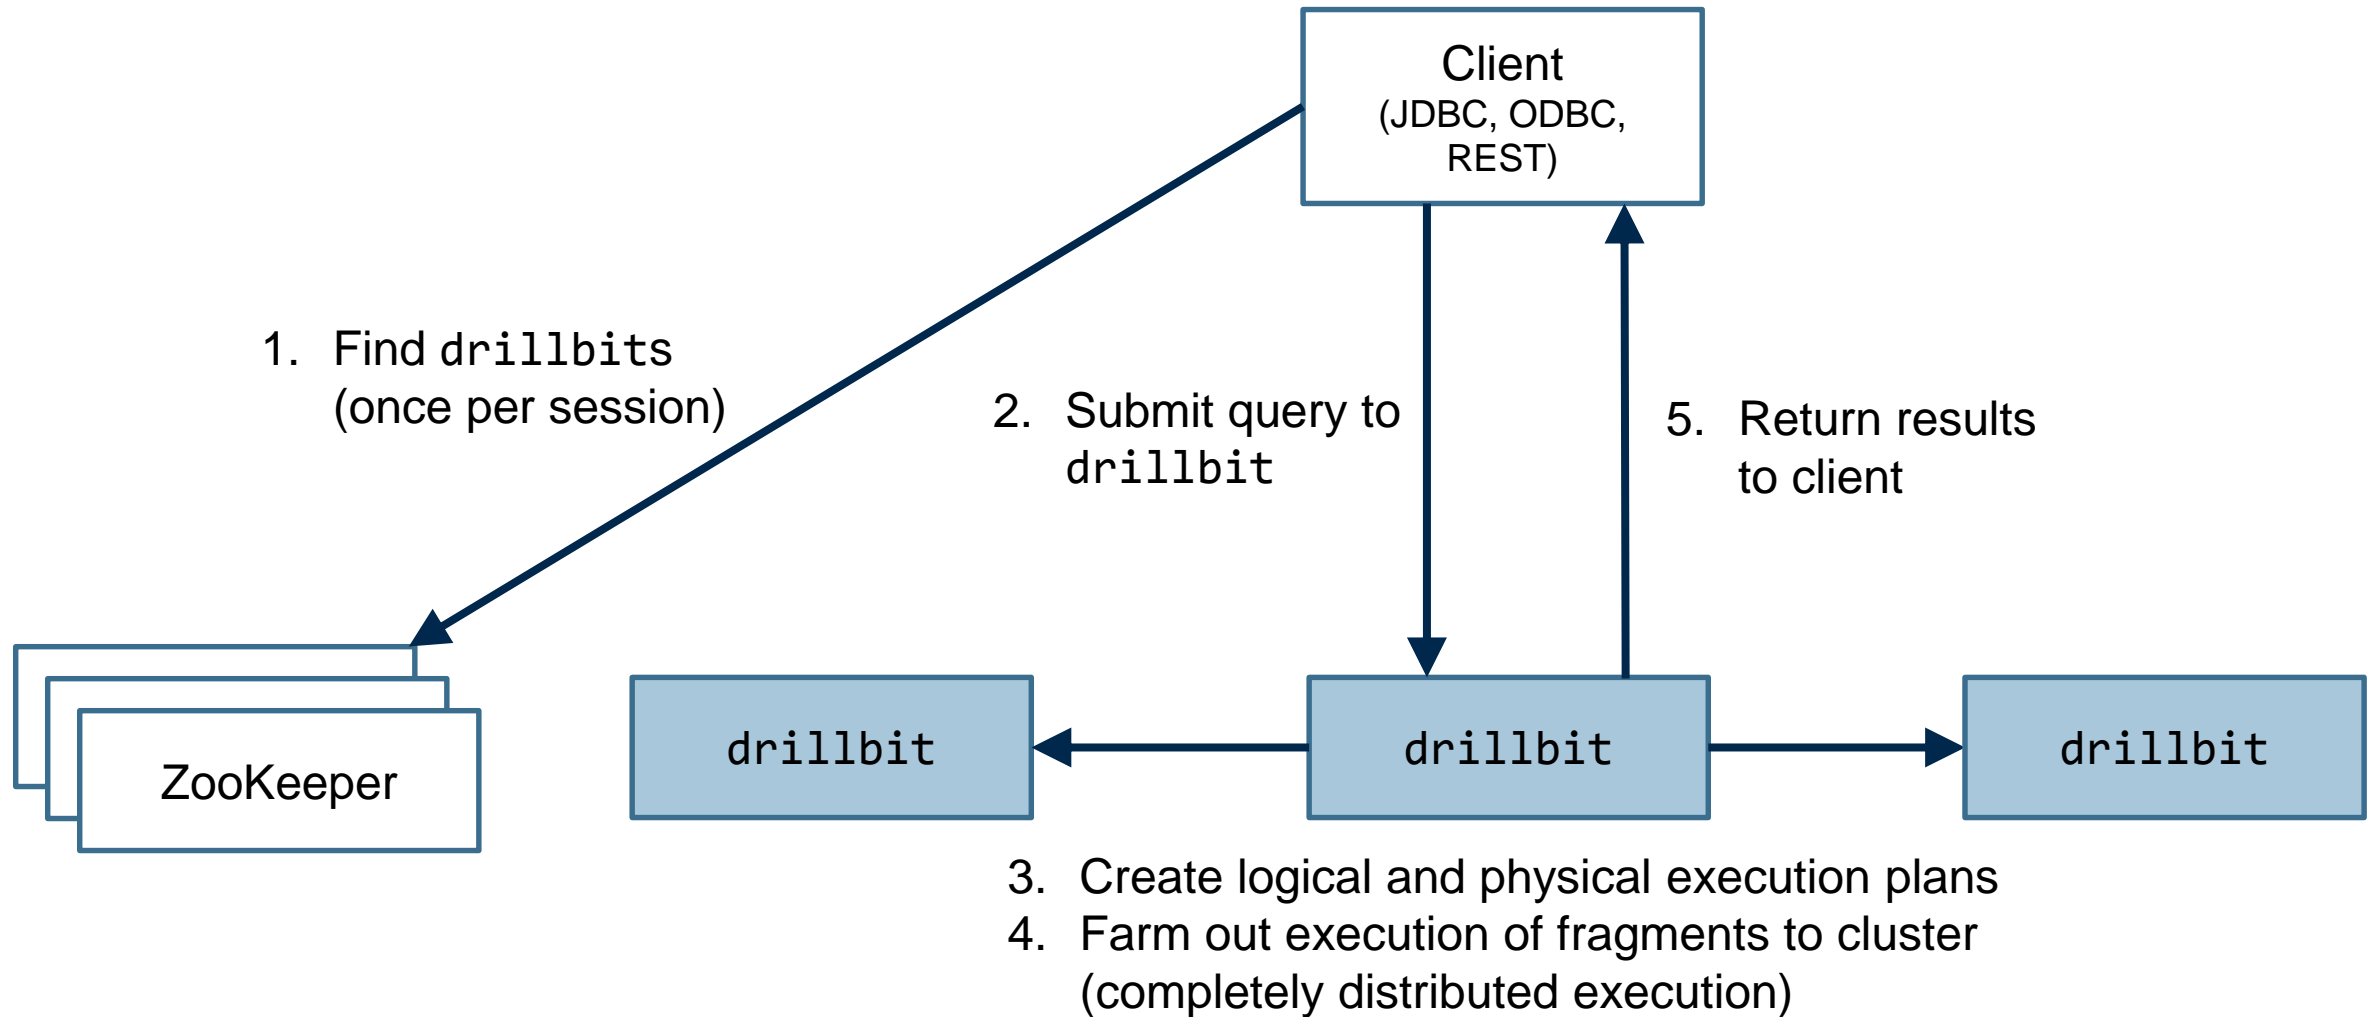 Client
(JDBC, ODBC,
REST)
1. Find drillbits
(once per session)
2. Submit query to
drillbit
5. Return results
to client
ZooKeeper
drillbit
drillbit
drillbit
3. Create logical and physical execution plans
4. Farm out execution of fragments to cluster
(completely distributed execution)